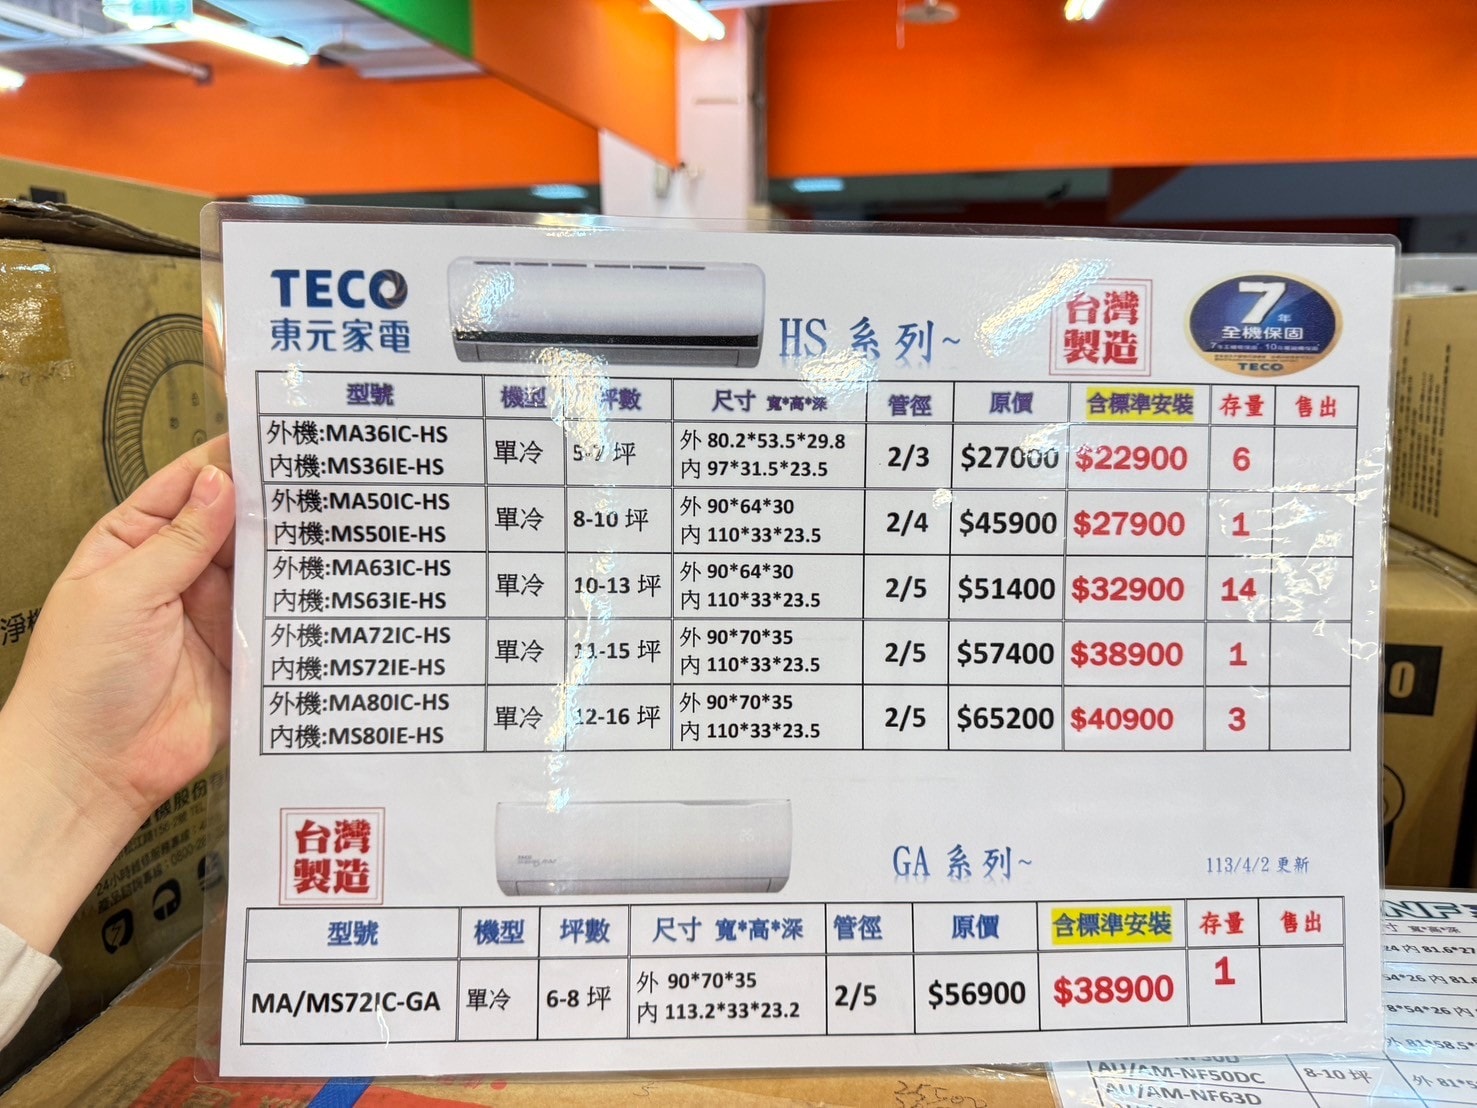 TECO
東元家電
HS 系列~
台灣
製造
7年
全機保固
TECO
型號 機型 坪數 尺寸 寬*高*深 管徑 原價 含標準安裝 存量 售出
外機:MA36IC-HS
內機:MS36IE-HS
單冷 5-7 坪
外 80.2*53.5*29.8
內 97*31.5*23.5
2/3 $27000 $22900 6
外機:MA50IC-HS
內機:MS50IE-HS
單冷 8-10 坪
外 90*64*30
內 110*33*23.5
2/4 $45900 $27900 1
外機:MA63IC-HS
內機:MS63IE-HS
單冷 10-13 坪
外 90*64*30
內 110*33*23.5
2/5 $51400 $32900 14
外機:MA72IC-HS
內機:MS72IE-HS
單冷 11-15 坪
外 90*70*35
內 110*33*23.5
2/5 $57400 $38900 1
外機:MA80IC-HS
內機:MS80IE-HS
單冷 12-16 坪
外 90*70*35
內 110*33*23.5
2/5 $65200 $40900 3
台灣
製造
GA 系列~
113/4/2 更新
型號 機型 坪數 尺寸 寬*高*深 管徑 原價 含標準安裝 存量 售出
MA/MS72IC-GA 單冷 6-8 坪
外 90*70*35
內 113.2*33*23.2
2/5 $56900 $38900 1
AU/AM-NF50DC 8-10 坪
AU/AM-NF63D